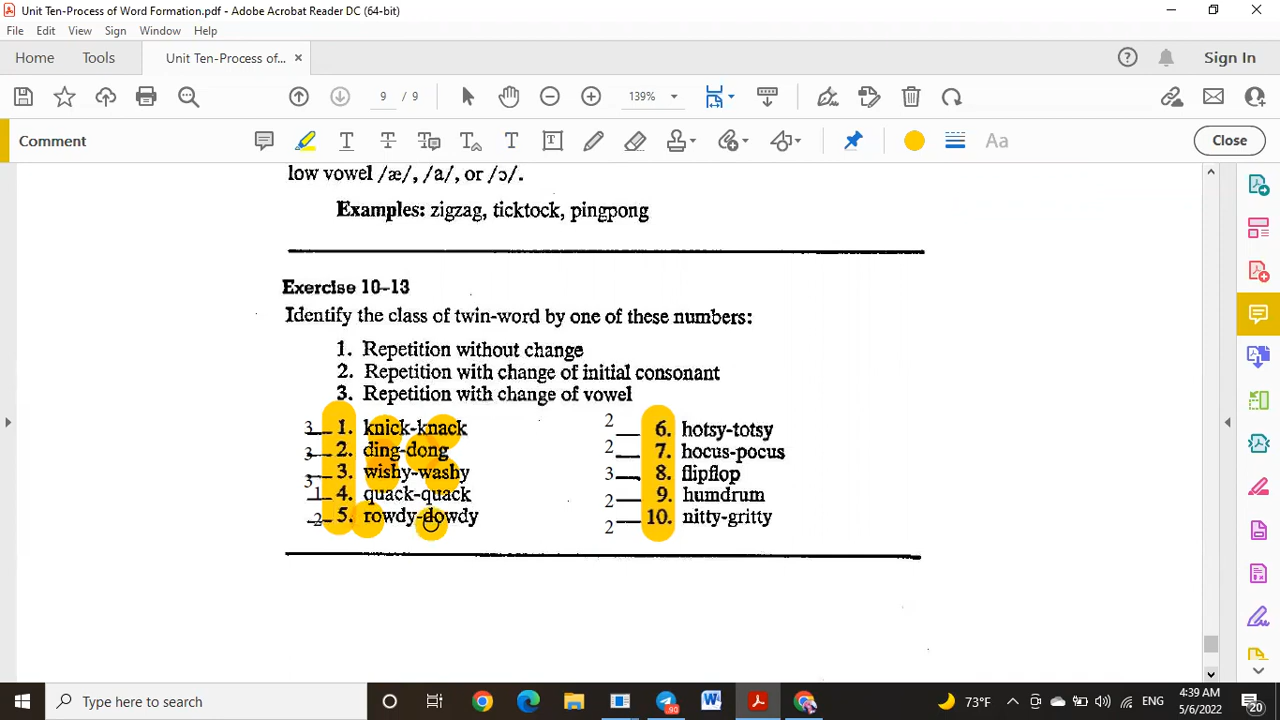 Unit Ten-Process of Word Formation.pdf - Adobe Acrobat Reader DC (64-bit)
File Edit View Sign Window Help
Home Tools Unit Ten-Process of... × Sign In
9 / 9 139%
Comment Aa Close
low vowel /æ/, /a/, or /ɔ/.
Examples: zigzag, ticktock, pingpong
Exercise 10–13
Identify the class of twin-word by one of these numbers:
1. Repetition without change
2. Repetition with change of initial consonant
3. Repetition with change of vowel
3 1. knick-knack
3 2. ding-dong
3 3. wishy-washy
1 4. quack-quack
2 5. rowdy-dowdy
2 6. hotsy-totsy
2 7. hocus-pocus
3 8. flipflop
2 9. humdrum
2 10. nitty-gritty
Type here to search
90
73°F ENG
4:39 AM
5/6/2022
20